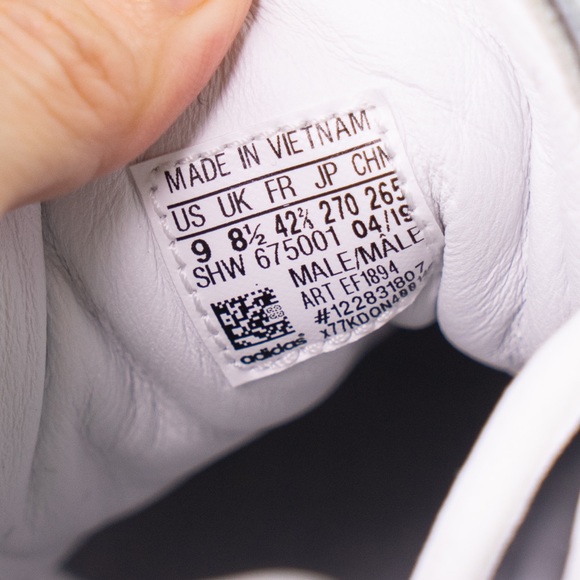 MADE IN VIETNAM
US UK FR JP CHN
9 8½ 42⅔ 270 265
SHW 675001 04/19
MALE/MÂLE
ART EF1894
#122831807
adidas